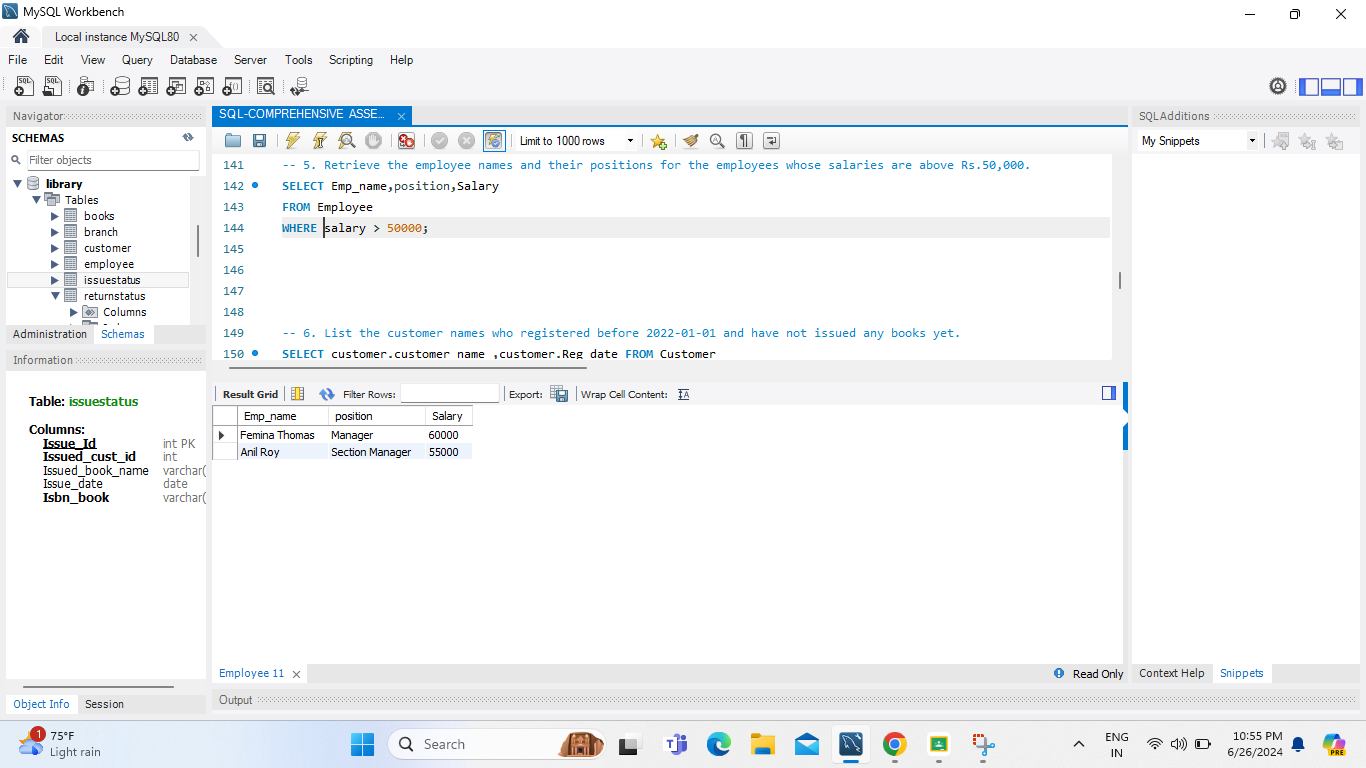 MySQL Workbench
Local instance MySQL80
File Edit View Query Database Server Tools Scripting Help
Navigator
SCHEMAS
Filter objects
library
Tables
books
branch
customer
employee
issuestatus
returnstatus
Columns
Administration Schemas
Information
Table: issuestatus
Columns:
Issue_Id int PK
Issued_cust_id int
Issued_book_name varchar(
Issue_date date
Isbn_book varchar(
Object Info Session
SQL-COMPREHENSIVE ASSE...
Limit to 1000 rows
141 -- 5. Retrieve the employee names and their positions for the employees whose salaries are above Rs.50,000.
142 SELECT Emp_name,position,Salary
143 FROM Employee
144 WHERE salary > 50000;
145
146
147
148
149 -- 6. List the customer names who registered before 2022-01-01 and have not issued any books yet.
150 SELECT customer.customer_name ,customer.Reg_date FROM Customer
Result Grid Filter Rows: Export: Wrap Cell Content:
Emp_name position Salary
Femina Thomas Manager 60000
Anil Roy Section Manager 55000
Employee 11
Read Only
Output
SQLAdditions
My Snippets
Context Help Snippets
1
75°F
Light rain
Search
ENG
IN
10:55 PM
6/26/2024
PRE